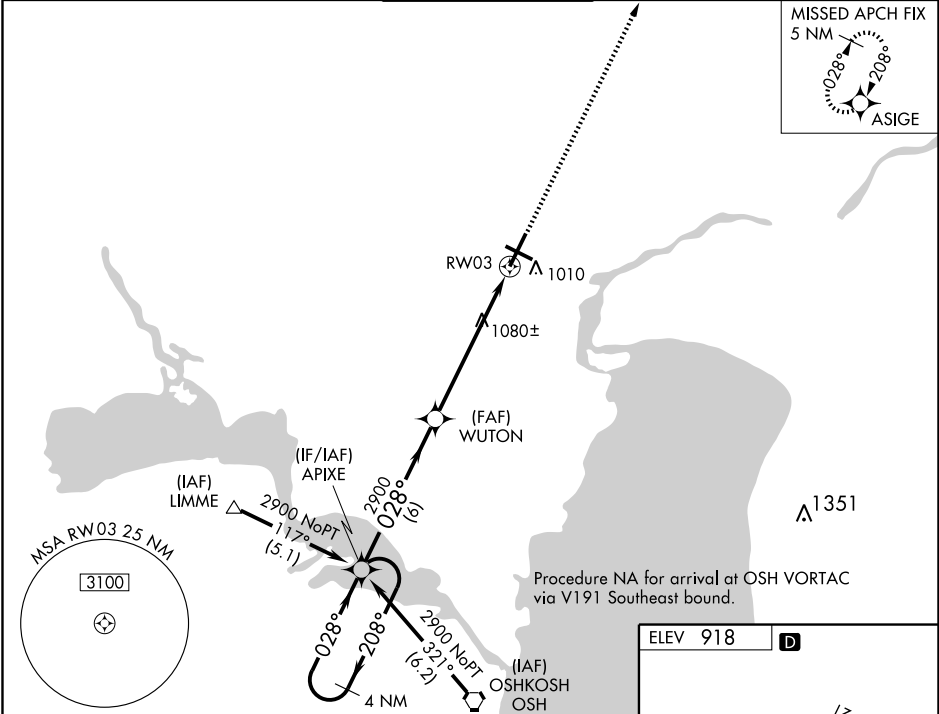 MISSED APCH FIX
5 NM
028°
208°
ASIGE
RW03
1010
1080±
(FAF)
WUTON
(IF/IAF)
APIXE
2900
028°
(6)
(IAF)
LIMME
2900 NoPT
117°
(5.1)
1351
MSA RW03 25 NM
3100
Procedure NA for arrival at OSH VORTAC
via V191 Southeast bound.
028°
208°
4 NM
2900 NoPT
321°
(6.2)
(IAF)
OSHKOSH
OSH
ELEV 918
D